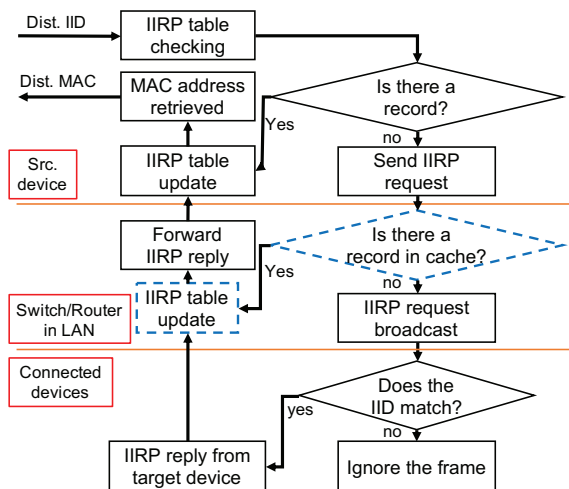 Dist. IID
IIRP table
checking
Dist. MAC
MAC address
retrieved
Is there a
record?
Yes
no
Src.
device
IIRP table
update
Send IIRP
request
Forward
IIRP reply
Is there a
record in cache?
Yes
no
Switch/Router
in LAN
IIRP table
update
IIRP request
broadcast
Connected
devices
Does the
IID match?
yes
no
IIRP reply from
target device
Ignore the frame